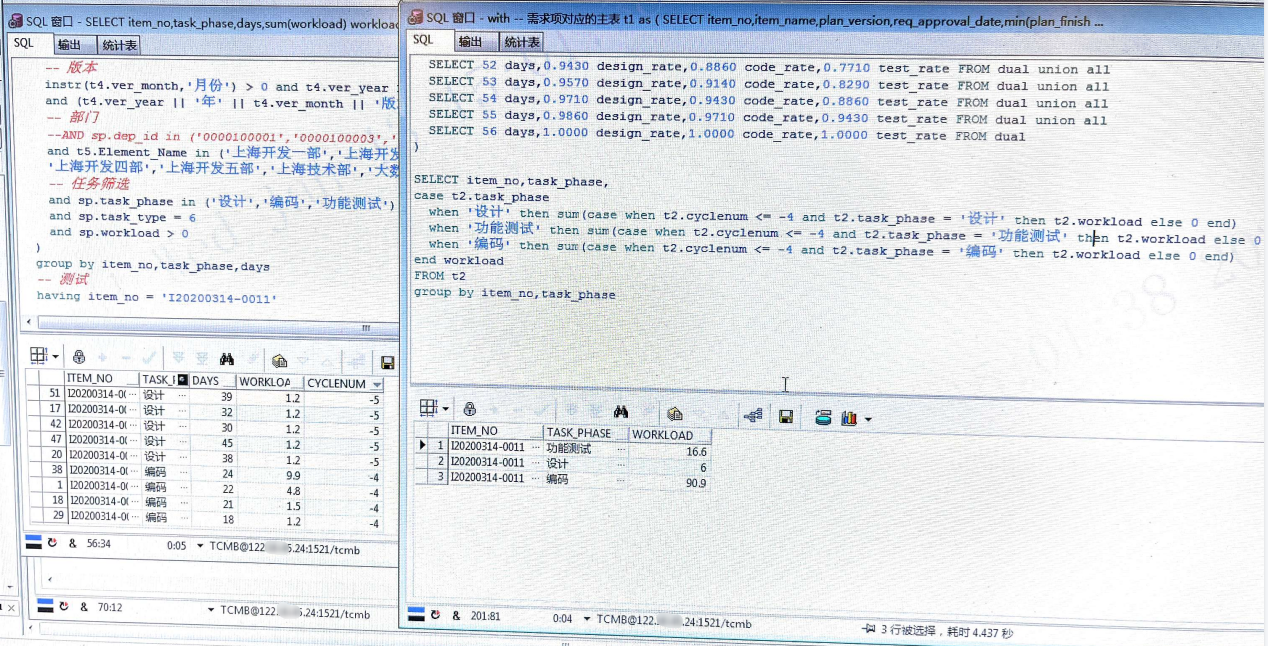 SQL 窗口 - SELECT item_no,task_phase,days,sum(workload) workload
SQL 输出 统计表
-- 版本
instr(t4.ver_month,'月份') > 0 and t4.ver_year
and (t4.ver_year || '年' || t4.ver_month || '版
-- 部门
--AND sp.dep_id in ('0000100001','0000100003','
and t5.Element_Name in ('上海开发一部','上海开发
'上海开发四部','上海开发五部','上海技术部','大数
-- 任务筛选
and sp.task_phase in ('设计','编码','功能测试')
and sp.task_type = 6
and sp.workload > 0
)
group by item_no,task_phase,days
-- 测试
having item_no = 'I20200314-0011'
ITEM_NO TASK_ DAYS WORKLOA CYCLENUM
51 I20200314-0( ··· 设计 ··· 39 1.2 -5
17 I20200314-0( ··· 设计 ··· 32 1.2 -5
42 I20200314-0( ··· 设计 ··· 30 1.2 -5
47 I20200314-0( ··· 设计 ··· 45 1.2 -5
20 I20200314-0( ··· 设计 ··· 38 1.2 -5
38 I20200314-0( ··· 编码 ··· 24 9.9 -4
1 I20200314-0( ··· 编码 ··· 22 4.8 -4
18 I20200314-0( ··· 编码 ··· 21 1.5 -4
29 I20200314-0( ··· 编码 ··· 18 1.2 -4
& 56:34 0:05 TCMB@122 5.24:1521/tcmb
& 70:12 TCMB@122. 5.24:1521/tcmb
SQL 窗口 - with -- 需求项对应的主表 t1 as ( SELECT item_no,item_name,plan_version,req_approval_date,min(plan_finish ...
SQL 输出 统计表
SELECT 52 days,0.9430 design_rate,0.8860 code_rate,0.7710 test_rate FROM dual union all
SELECT 53 days,0.9570 design_rate,0.9140 code_rate,0.8290 test_rate FROM dual union all
SELECT 54 days,0.9710 design_rate,0.9430 code_rate,0.8860 test_rate FROM dual union all
SELECT 55 days,0.9860 design_rate,0.9710 code_rate,0.9430 test_rate FROM dual union all
SELECT 56 days,1.0000 design_rate,1.0000 code_rate,1.0000 test_rate FROM dual
)
SELECT item_no,task_phase,
case t2.task_phase
when '设计' then sum(case when t2.cyclenum <= -4 and t2.task_phase = '设计' then t2.workload else 0 end)
when '功能测试' then sum(case when t2.cyclenum <= -4 and t2.task_phase = '功能测试' then t2.workload else 0
when '编码' then sum(case when t2.cyclenum <= -4 and t2.task_phase = '编码' then t2.workload else 0 end)
end workload
FROM t2
group by item_no,task_phase
ITEM_NO TASK_PHASE WORKLOAD
1 I20200314-0011 ··· 功能测试 ··· 16.6
2 I20200314-0011 ··· 设计 ··· 6
3 I20200314-0011 ··· 编码 ··· 90.9
& 201:81 0:04 TCMB@122. .24:1521/tcmb 3 行被选择，耗时 4.437 秒